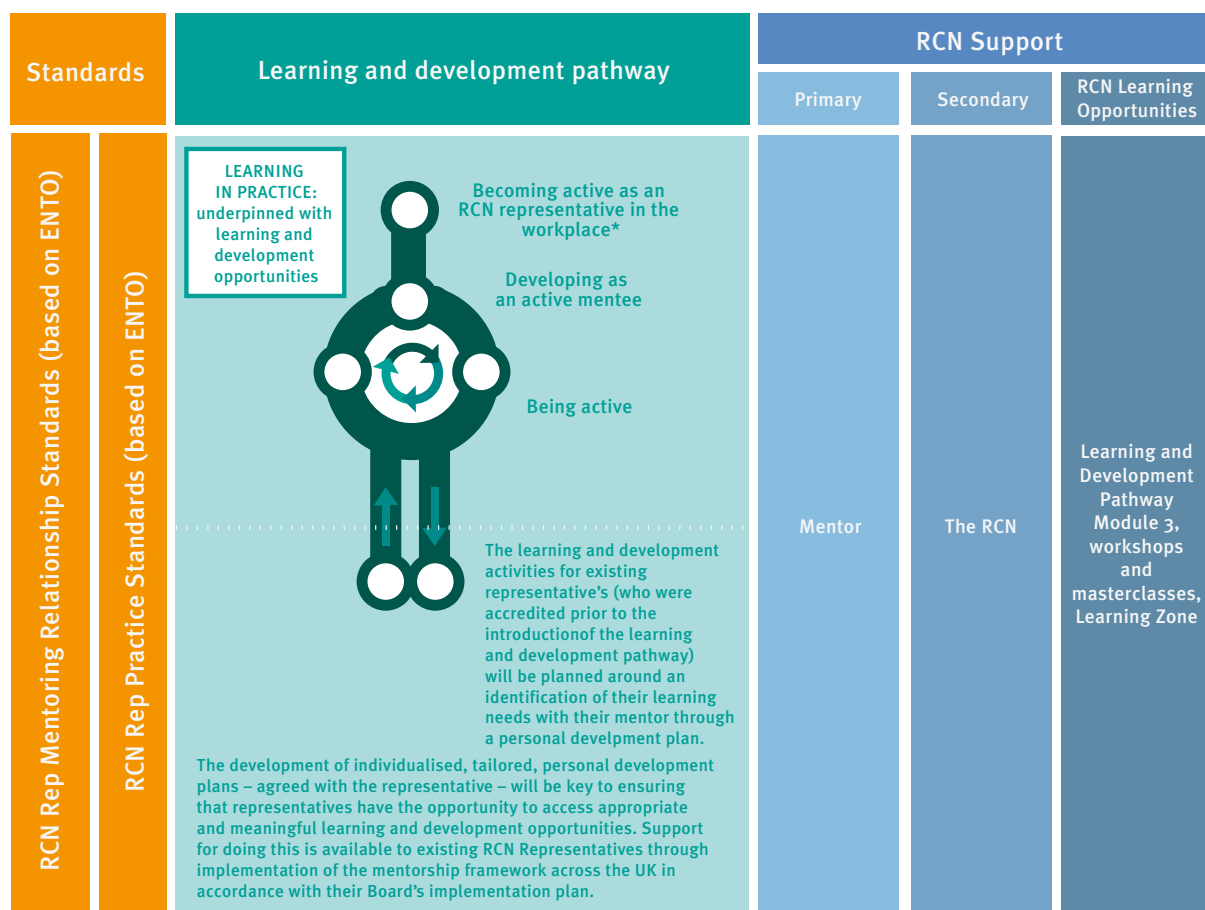 Standards
Learning and development pathway
RCN Support
Primary
Secondary
RCN Learning
Opportunities
RCN Rep Mentoring Relationship Standards (based on ENTO)
RCN Rep Practice Standards (based on ENTO)
LEARNING
IN PRACTICE:
underpinned with
learning and
development
opportunities
Becoming active as an
RCN representative in the
workplace*
Developing as
an active mentee
Being active
The learning and development
activities for existing
representative's (who were
accredited prior to the
introductionof the learning
and development pathway)
will be planned around an
identification of their learning
needs with their mentor through
a personal develpment plan.
The development of individualised, tailored, personal development
plans – agreed with the representative – will be key to ensuring
that representatives have the opportunity to access appropriate
and meaningful learning and development opportunities. Support
for doing this is available to existing RCN Representatives through
implementation of the mentorship framework across the UK in
accordance with their Board's implementation plan.
Mentor
The RCN
Learning and
Development
Pathway
Module 3,
workshops
and
masterclasses,
Learning Zone